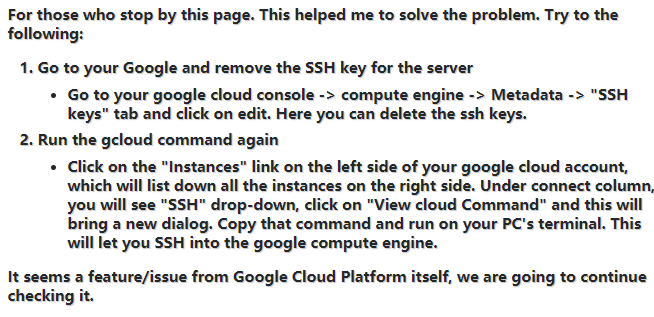 For those who stop by this page. This helped me to solve the problem. Try to the
following:
1. Go to your Google and remove the SSH key for the server
• Go to your google cloud console -> compute engine -> Metadata -> "SSH
keys" tab and click on edit. Here you can delete the ssh keys.
2. Run the gcloud command again
• Click on the "Instances" link on the left side of your google cloud account,
which will list down all the instances on the right side. Under connect column,
you will see "SSH" drop-down, click on "View cloud Command" and this will
bring a new dialog. Copy that command and run on your PC's terminal. This
will let you SSH into the google compute engine.
It seems a feature/issue from Google Cloud Platform itself, we are going to continue
checking it.